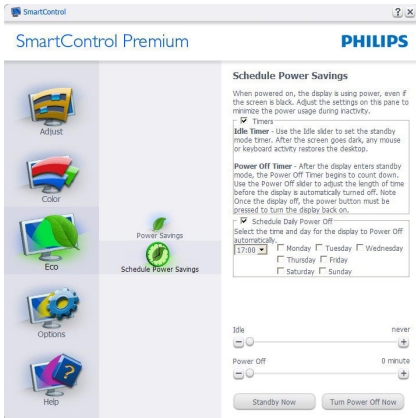 SmartControl
SmartControl Premium
PHILIPS
Adjust
Color
Eco
Options
Help
Power Savings
Schedule Power Savings
Schedule Power Savings
When powered on, the display is using power, even if
the screen is black. Adjust the settings on this pane to
minimize the power usage during inactivity.
Timers
Idle Timer - Use the Idle slider to set the standby
mode timer. After the screen goes dark, any mouse
or keyboard activity restores the desktop.
Power Off Timer - After the display enters standby
mode, the Power Off Timer begins to count down.
Use the Power Off slider to adjust the length of time
before the display is automatically turned off. Note
Once the display off, the power button must be
pressed to turn the display back on.
Schedule Daily Power Off
Select the time and day for the display to Power Off
automatically.
17:00 Monday Tuesday Wednesday
Thursday Friday
Saturday Sunday
Idle never
Power Off 0 minute
Standby Now Turn Power Off Now